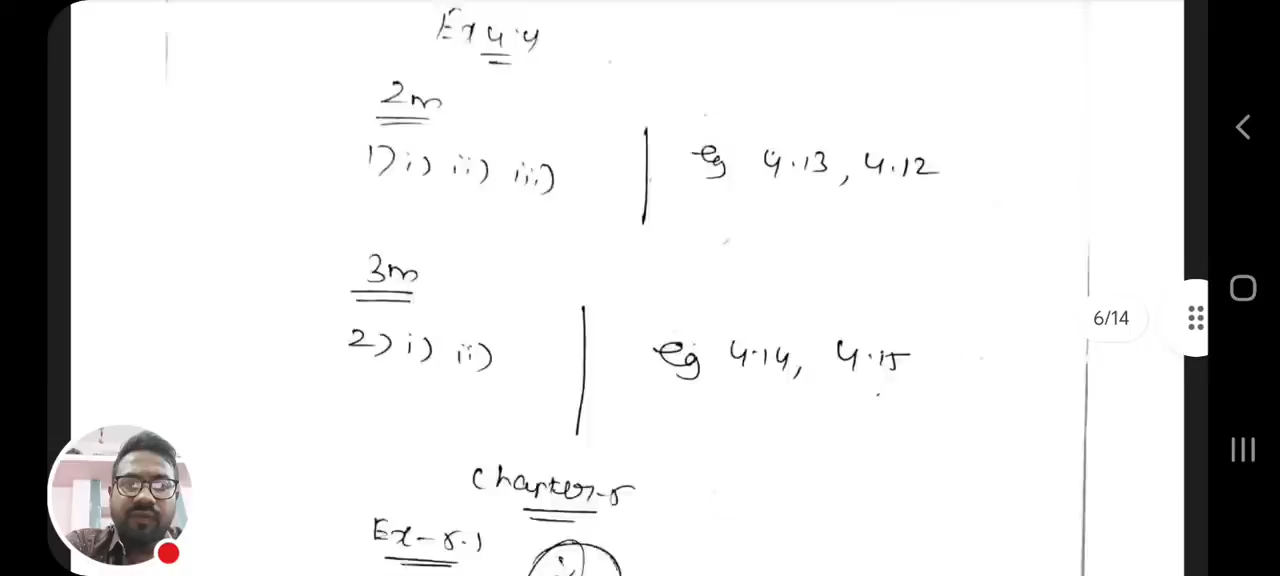 Ex 4.4
2m
1) i) ii) iii) | eg 4.13, 4.12
3m
2) i) ii) | eg 4.14, 4.15
6/14
Chapter-5
Ex-5.1